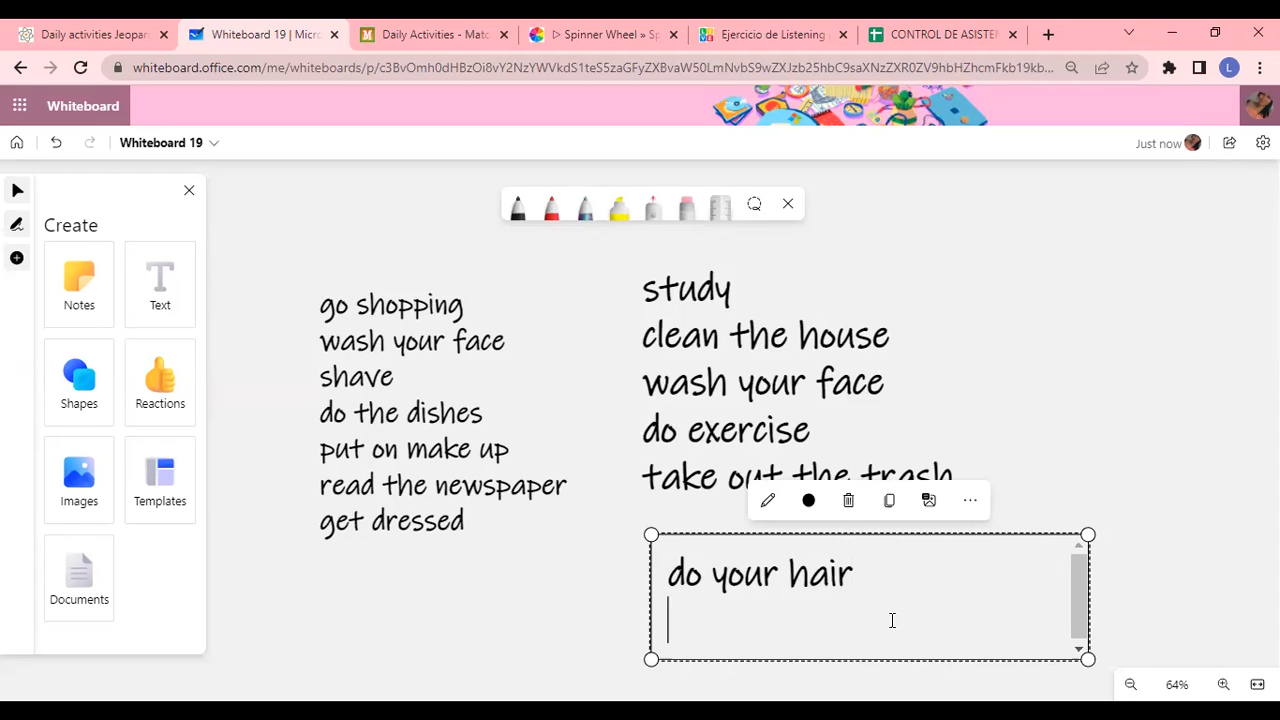 Daily activities Jeopar
Whiteboard 19 | Micro
Daily Activities - Matc
Spinner Wheel » Sp
Ejercicio de Listening
CONTROL DE ASISTEN
Whiteboard
Whiteboard 19
Just now
Create
Notes
Text
Shapes
Reactions
Images
Templates
Documents
go shopping
wash your face
shave
do the dishes
put on make up
read the newspaper
get dressed
study
clean the house
wash your face
do exercise
take out the trash
do your hair
64%